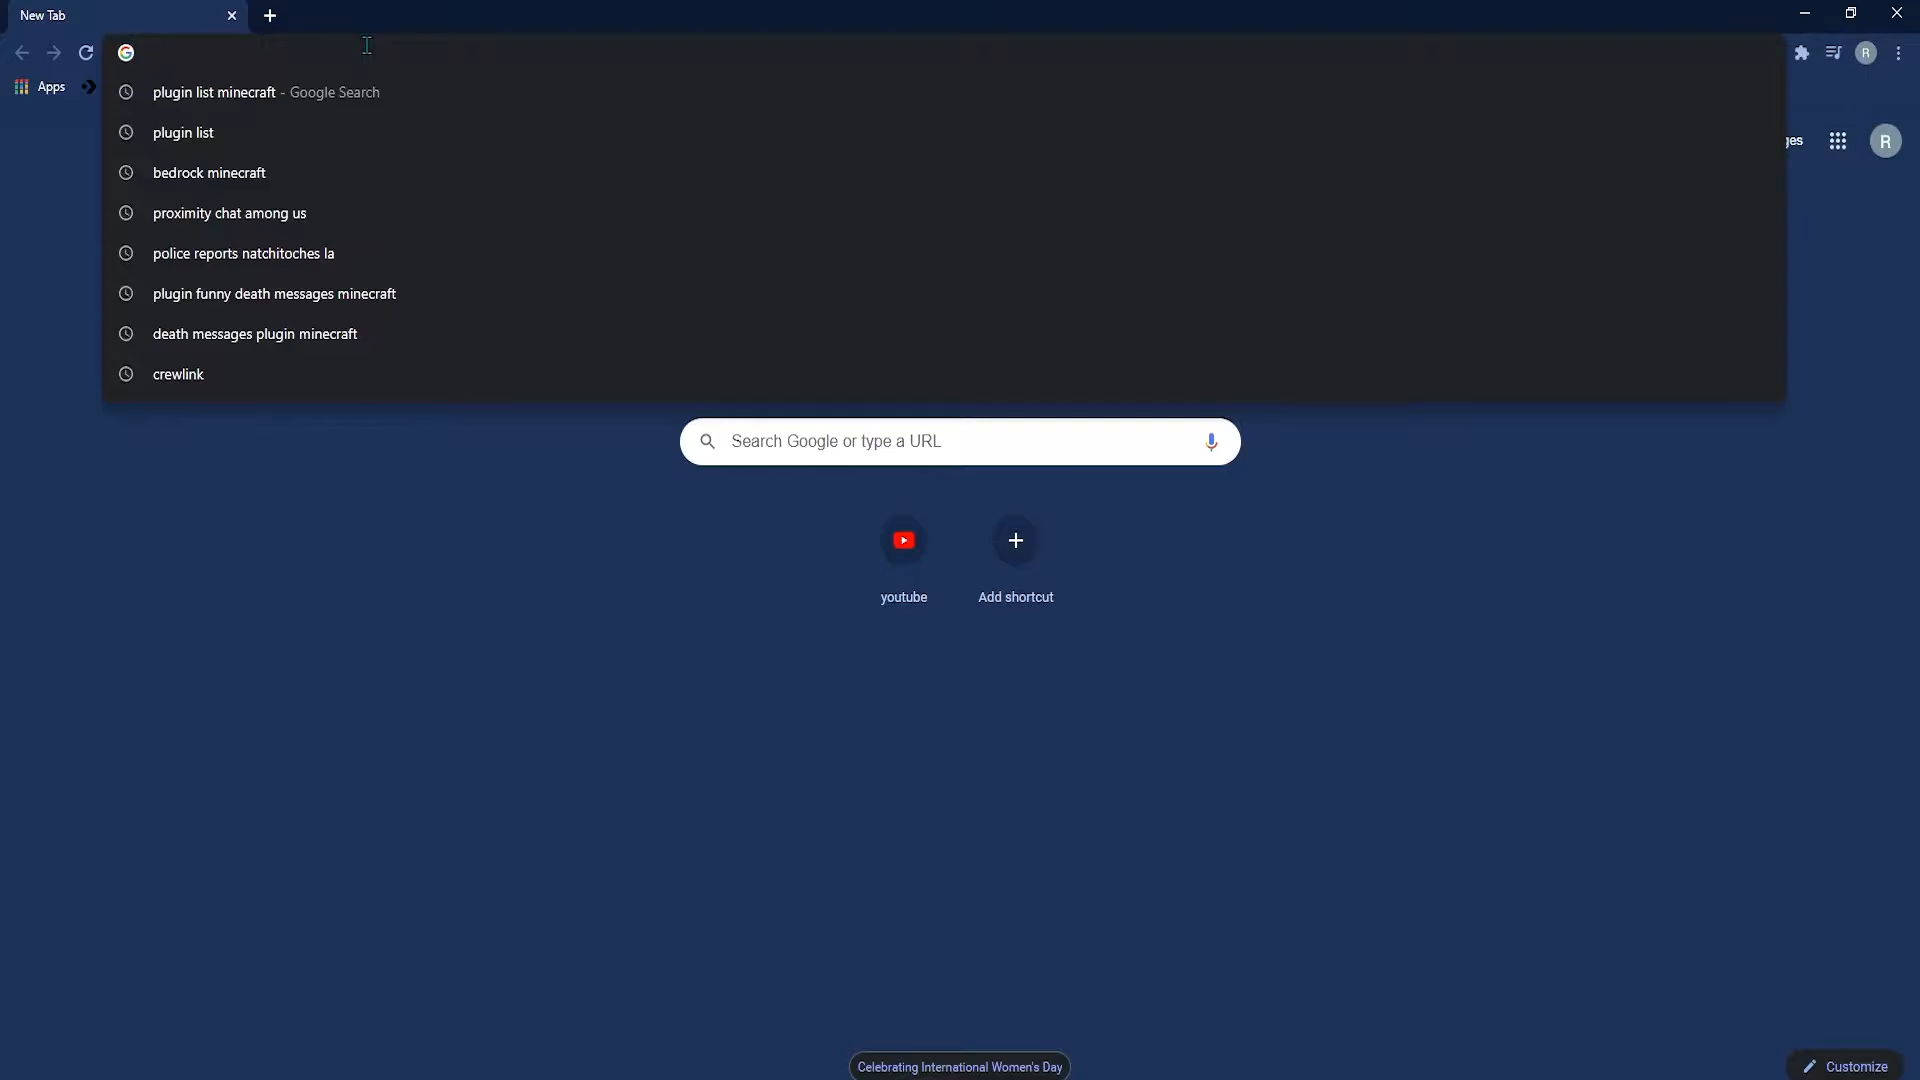 New Tab
plugin list minecraft - Google Search
Apps
plugin list
ges
R
R
bedrock minecraft
proximity chat among us
police reports natchitoches la
plugin funny death messages minecraft
death messages plugin minecraft
crewlink
Search Google or type a URL
youtube
Add shortcut
Celebrating International Women's Day
Customize